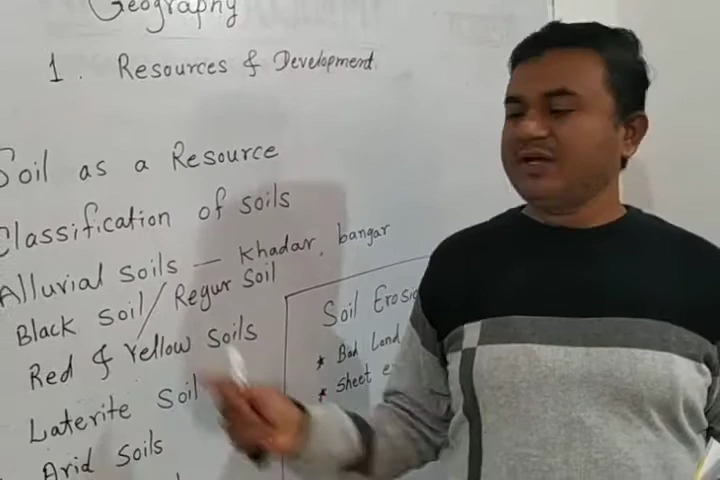 Geography
1. Resources & Development
Soil as a Resource
Classification of soils
Alluvial soils — Khadar, bangar
Black soil / Regur Soil
Red & Yellow Soils
Laterite Soil
Arid Soils
Soil Erosio
* Bad Land
* Sheet e